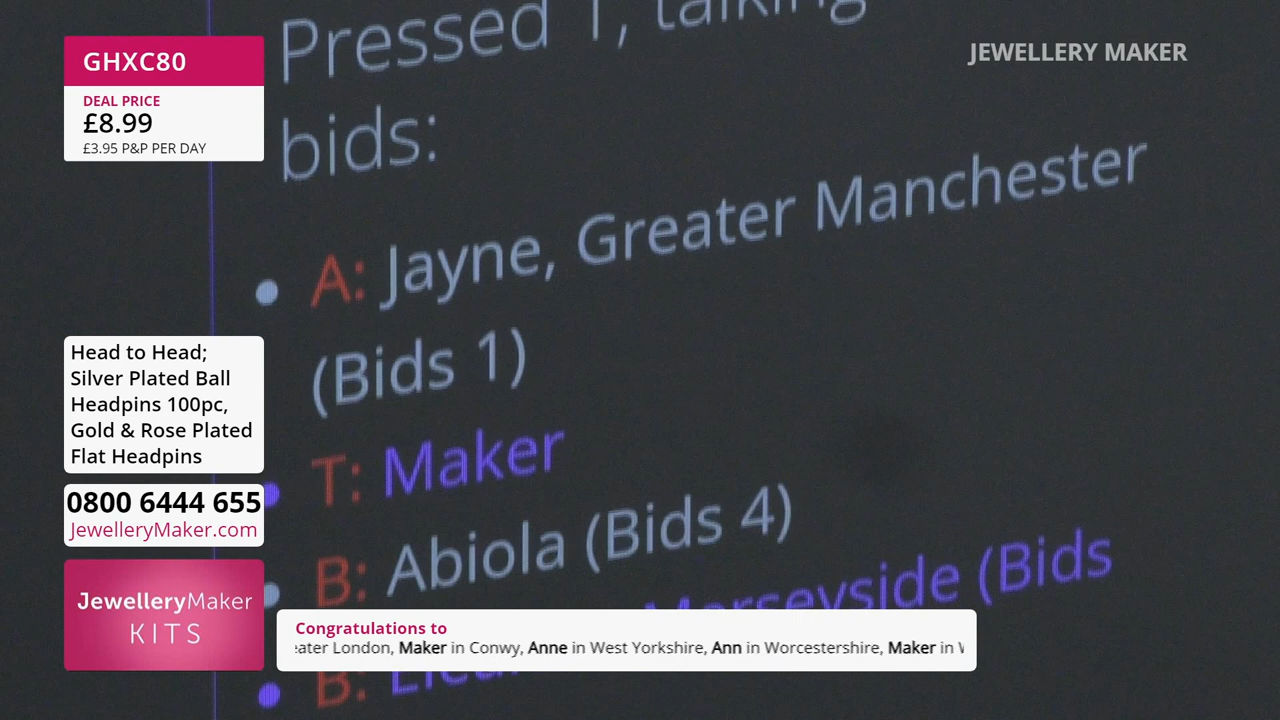 GHXC80
DEAL PRICE
£8.99
£3.95 P&P PER DAY
JEWELLERY MAKER
Pressed 1, talking
bids:
A: Jayne, Greater Manchester
(Bids 1)
T: Maker
B: Abiola (Bids 4)
Merseyside (Bids
B:
Head to Head;
Silver Plated Ball
Headpins 100pc,
Gold & Rose Plated
Flat Headpins
0800 6444 655
JewelleryMaker.com
JewelleryMaker
KITS
Congratulations to
eater London, Maker in Conwy, Anne in West Yorkshire, Ann in Worcestershire, Maker in